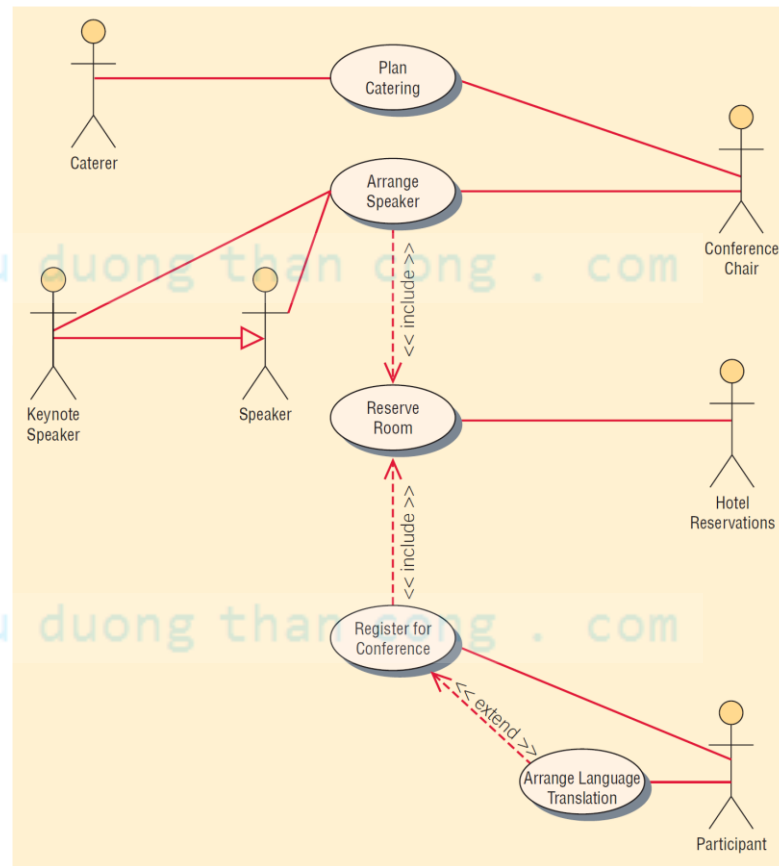 Plan
Catering
Caterer
Arrange
Speaker
Conference
Chair
<< include >>
duong than cong . com
Keynote
Speaker
Speaker
Reserve
Room
Hotel
Reservations
<< include >>
duong than cong . com
Register for
Conference
<< extend >>
Arrange Language
Translation
Participant